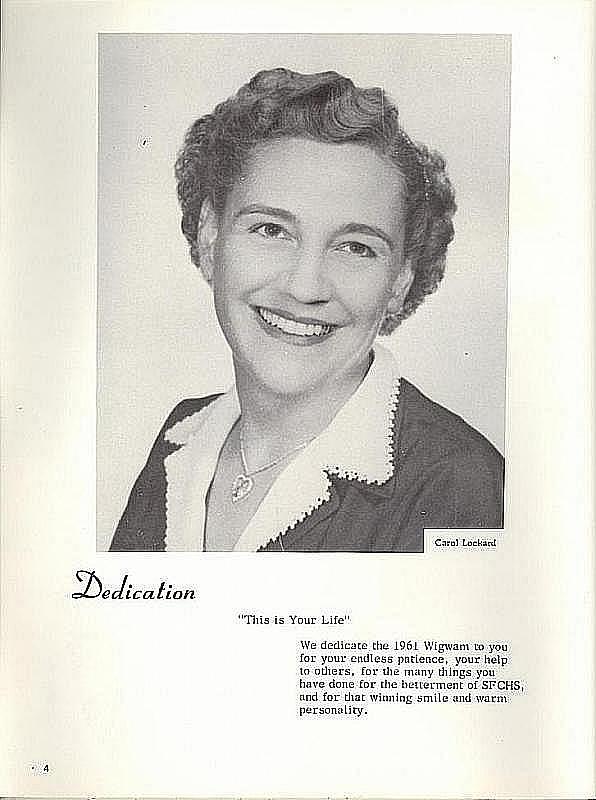 Carol Lockard
Dedication
"This is Your Life"
We dedicate the 1961 Wigwam to you
for your endless patience, your help
to others, for the many things you
have done for the betterment of SFCHS,
and for that winning smile and warm
personality.
4